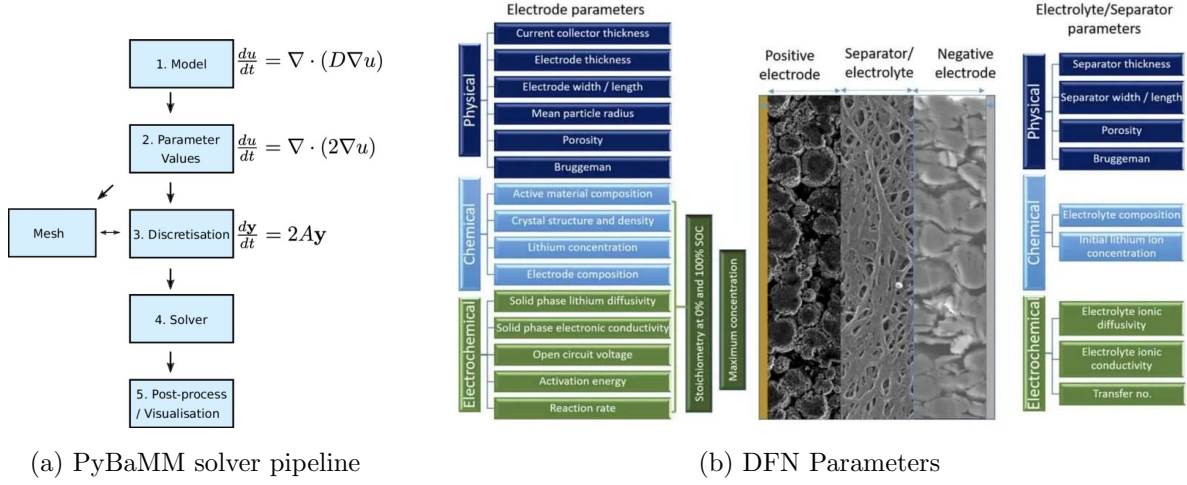 1. Model
du/dt = ∇ · (D∇u)
2. Parameter
Values
du/dt = ∇ · (2∇u)
Mesh
3. Discretisation
dy/dt = 2Ay
4. Solver
5. Post-process
/ Visualisation
(a) PyBaMM solver pipeline
Electrode parameters
Physical
Current collector thickness
Electrode thickness
Electrode width / length
Mean particle radius
Porosity
Bruggeman
Chemical
Active material composition
Crystal structure and density
Lithium concentration
Electrode composition
Electrochemical
Solid phase lithium diffusivity
Solid phase electronic conductivity
Open circuit voltage
Activation energy
Reaction rate
Stoichiometry at 0% and 100% SOC
Maximum concentration
Positive
electrode
Separator/
electrolyte
Negative
electrode
Electrolyte/Separator
parameters
Physical
Separator thickness
Separator width / length
Porosity
Bruggeman
Chemical
Electrolyte composition
Initial lithium ion
concentration
Electrochemical
Electrolyte ionic
diffusivity
Electrolyte ionic
conductivity
Transfer no.
(b) DFN Parameters